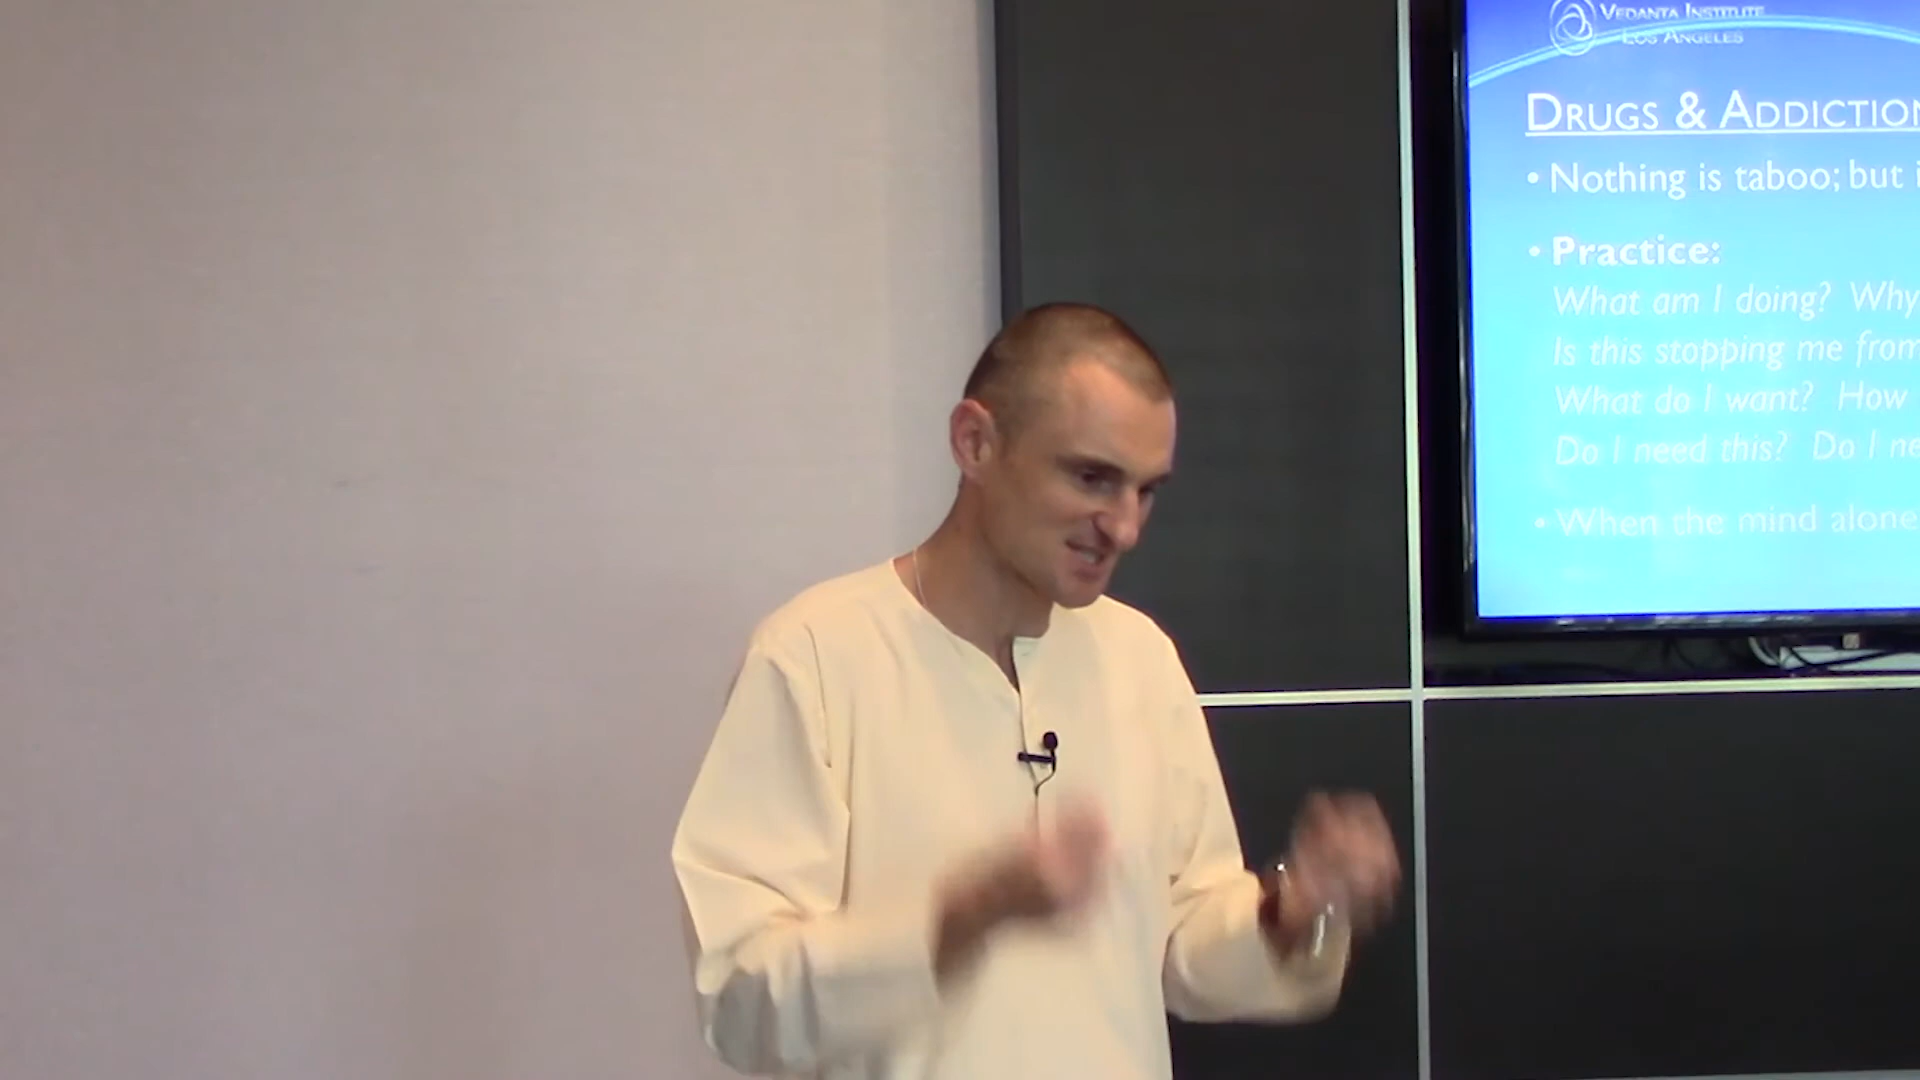 VEDANTA INSTITUTE
LOS ANGELES
DRUGS & ADDICTION
• Nothing is taboo; but i
• Practice:
What am I doing? Why
Is this stopping me from
What do I want? How
Do I need this? Do I ne
• When the mind alone